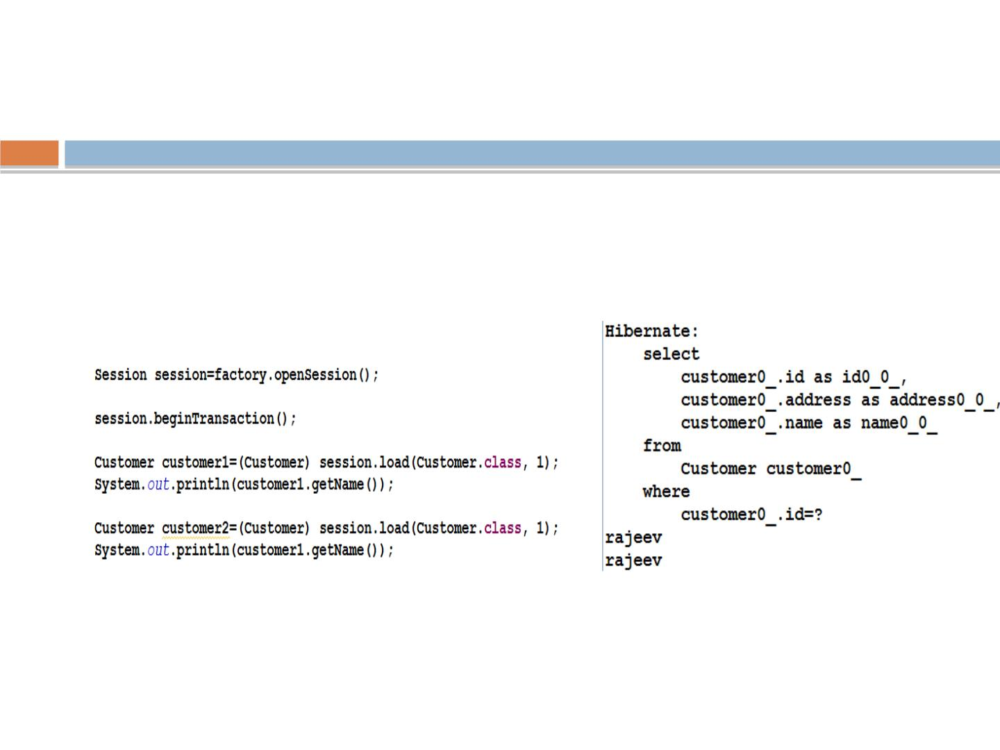 Session session=factory.openSession();
session.beginTransaction();
Customer customer1=(Customer) session.load(Customer.class, 1);
System.out.println(customer1.getName());
Customer customer2=(Customer) session.load(Customer.class, 1);
System.out.println(customer1.getName());
Hibernate:
select
customer0_.id as id0_0_,
customer0_.address as address0_0_,
customer0_.name as name0_0_
from
Customer customer0_
where
customer0_.id=?
rajeev
rajeev